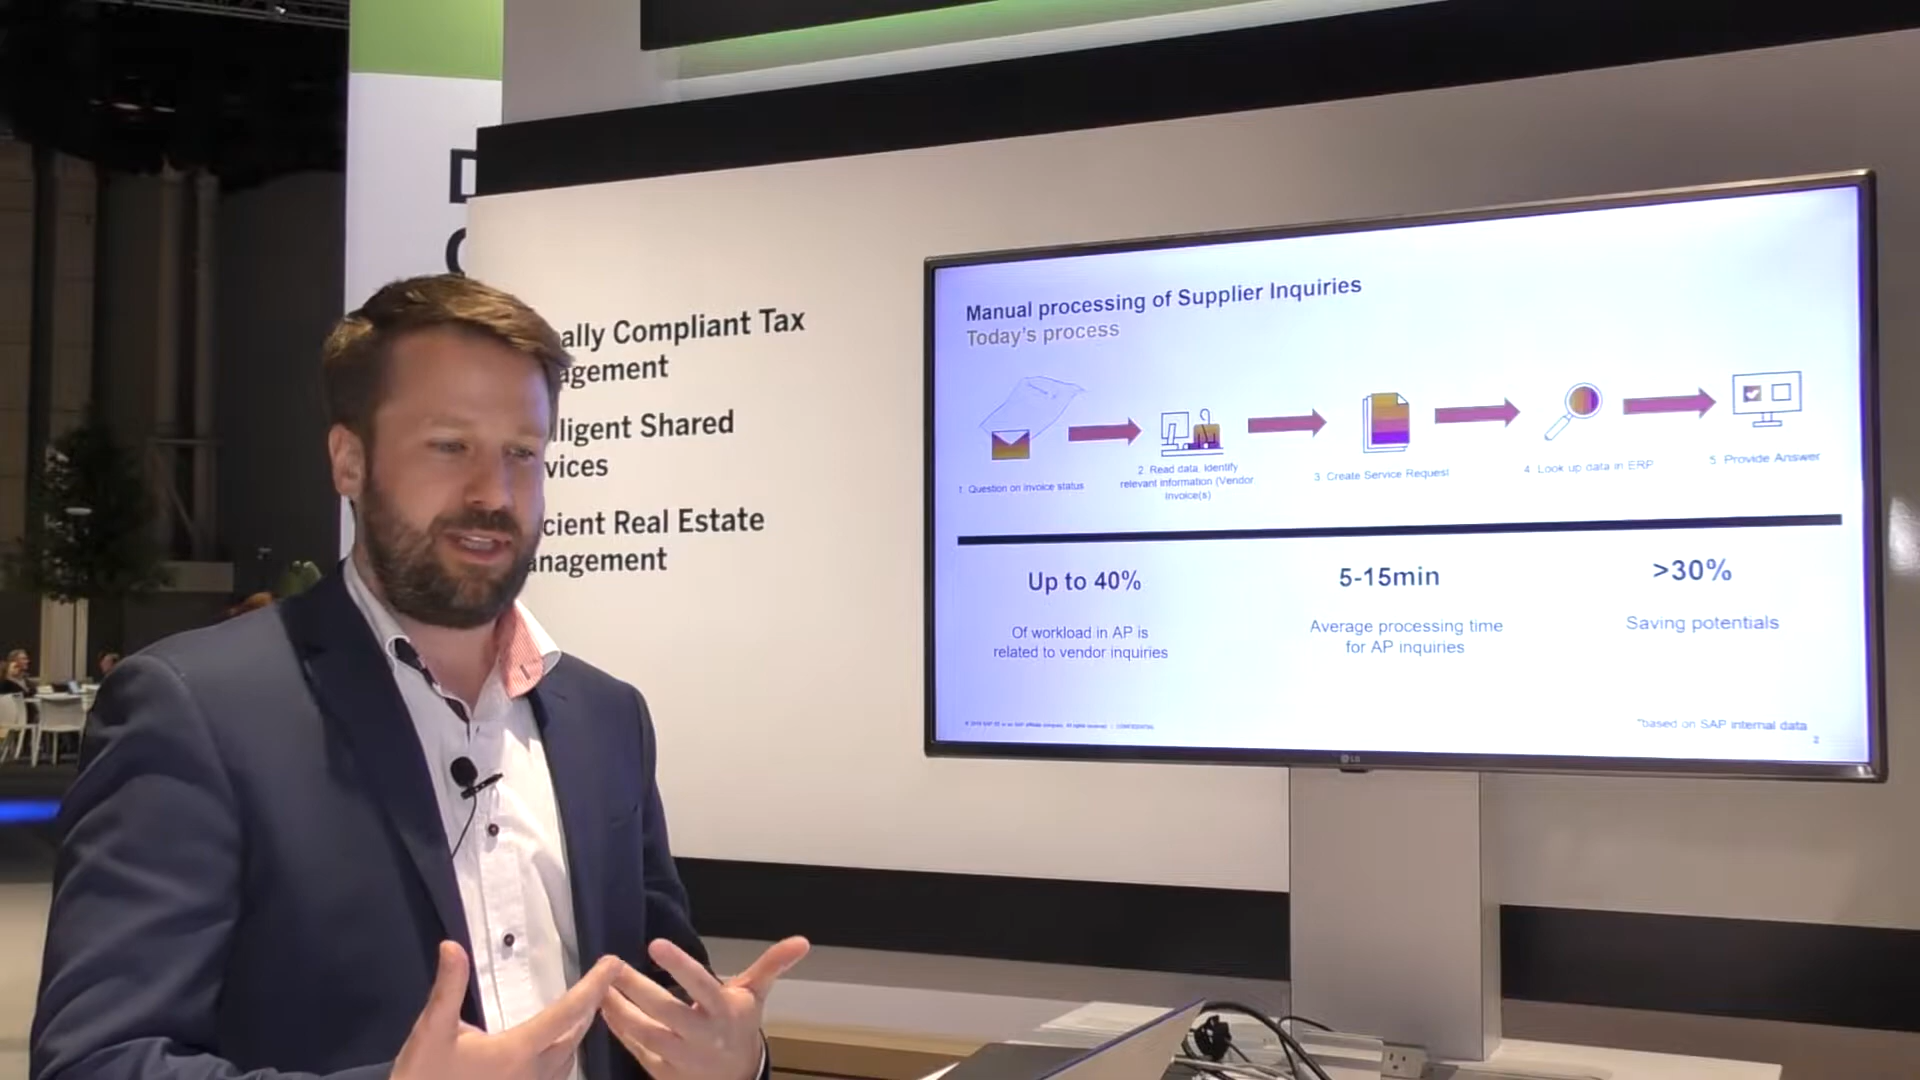 ally Compliant Tax
agement
lligent Shared
vices
cient Real Estate
anagement
Manual processing of Supplier Inquiries
Today's process
1. Question on invoice status
2. Read data, Identify
relevant information (Vendor
Invoice(s)
3. Create Service Request
4. Look up data in ERP
5. Provide Answer
Up to 40%
Of workload in AP is
related to vendor inquiries
5-15min
Average processing time
for AP inquiries
>30%
Saving potentials
*based on SAP internal data
2
LG